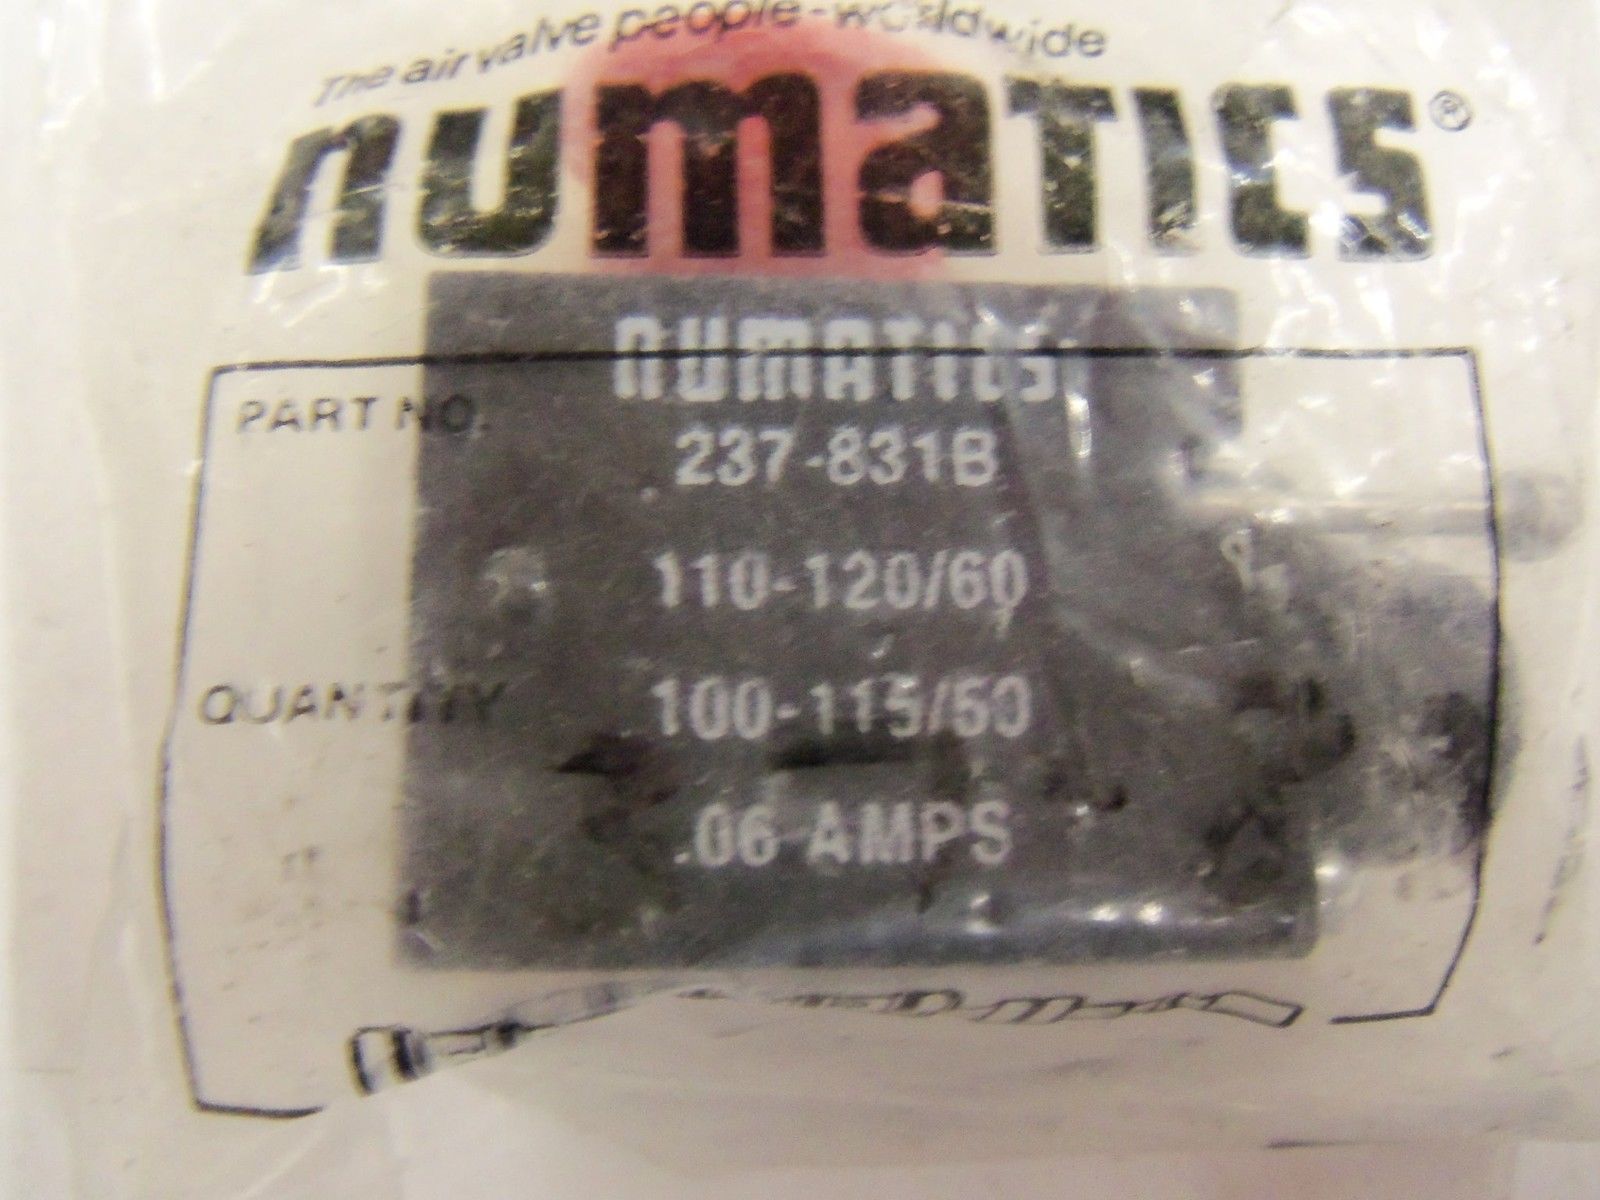 The air valve people-worldwide
numatics®
numatics
PART NO.
237-831B
110-120/60
QUANTITY
100-115/50
.06 AMPS